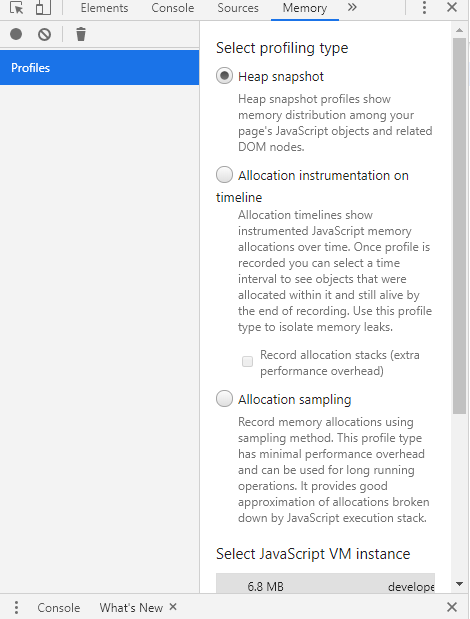 Elements Console Sources Memory
Profiles
Select profiling type
Heap snapshot
Heap snapshot profiles show
memory distribution among your
page's JavaScript objects and related
DOM nodes.
Allocation instrumentation on
timeline
Allocation timelines show
instrumented JavaScript memory
allocations over time. Once profile is
recorded you can select a time
interval to see objects that were
allocated within it and still alive by
the end of recording. Use this profile
type to isolate memory leaks.
Record allocation stacks (extra
performance overhead)
Allocation sampling
Record memory allocations using
sampling method. This profile type
has minimal performance overhead
and can be used for long running
operations. It provides good
approximation of allocations broken
down by JavaScript execution stack.
Select JavaScript VM instance
6.8 MB develope
Console What's New